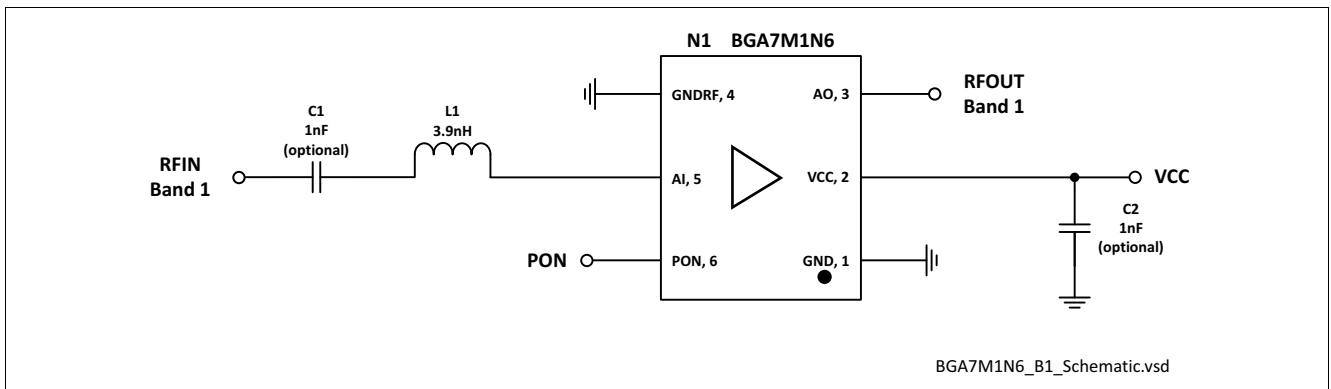 N1 BGA7M1N6
GNDRF, 4
AO, 3
RFOUT
Band 1
C1
1nF
(optional)
L1
3.9nH
RFIN
Band 1
AI, 5
VCC, 2
VCC
C2
1nF
(optional)
PON
PON, 6
GND, 1
BGA7M1N6_B1_Schematic.vsd